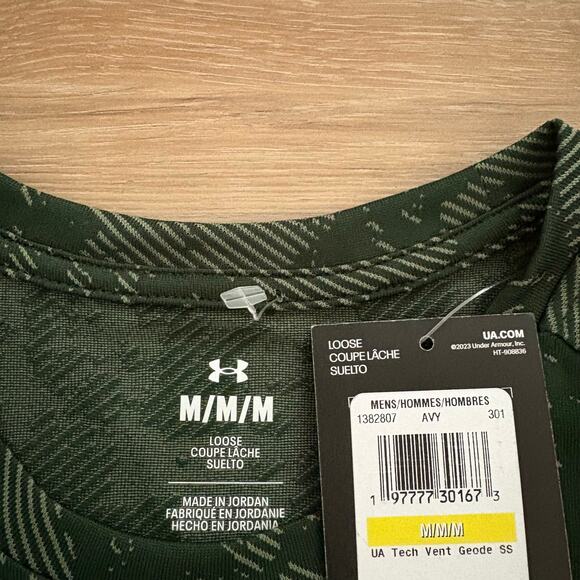 M/M/M
LOOSE
COUPE LÂCHE
SUELTO
MADE IN JORDAN
FABRIQUÉ EN JORDANIE
HECHO EN JORDANIA
LOOSE
COUPE LÂCHE
SUELTO
UA.COM
©2023 Under Armour, Inc.
HT-908836
MENS/HOMMES/HOMBRES
1382807 AVY 301
1 97777 30167 3
M/M/M
UA Tech Vent Geode SS